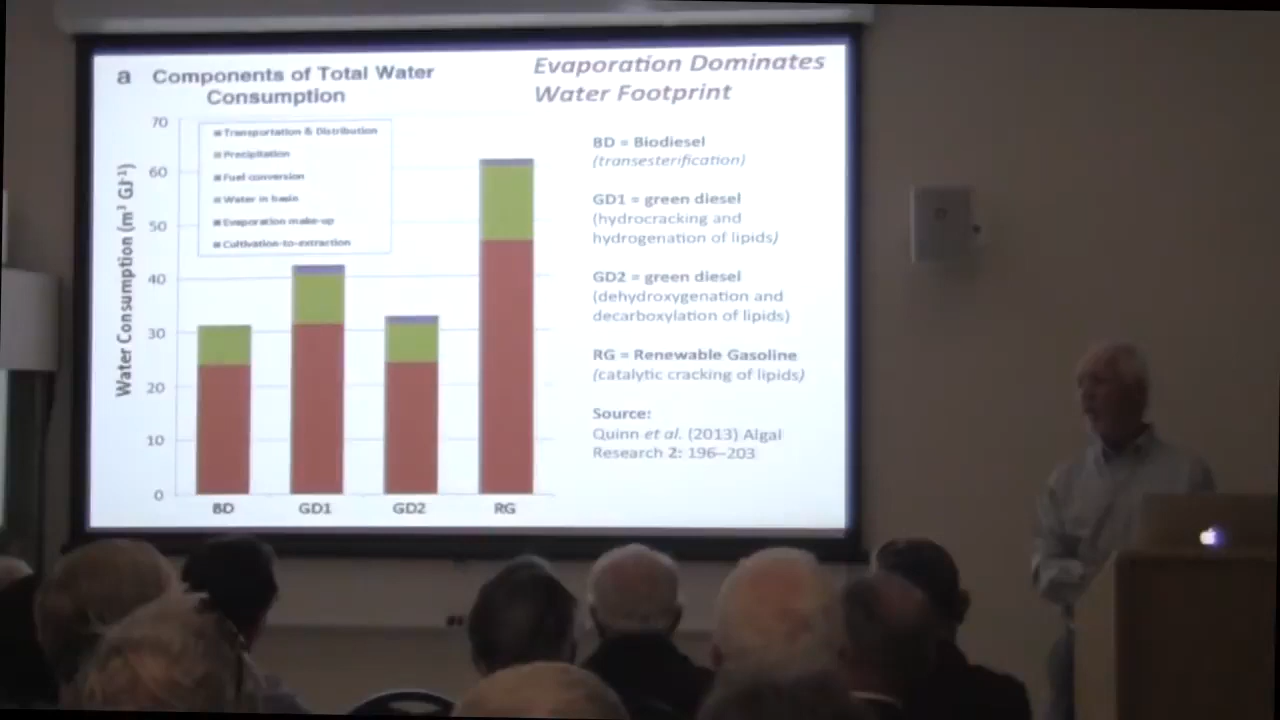 a Components of Total Water
Consumption
Evaporation Dominates
Water Footprint
Water Consumption (m³ GJ⁻¹)
70
60
50
40
30
20
10
0
Transportation & Distribution
Precipitation
Fuel conversion
Water in basin
Evaporation make-up
Cultivation-to-extraction
BD
GD1
GD2
RG
BD = Biodiesel
(transesterification)
GD1 = green diesel
(hydrocracking and
hydrogenation of lipids)
GD2 = green diesel
(dehydroxygenation and
decarboxylation of lipids)
RG = Renewable Gasoline
(catalytic cracking of lipids)
Source:
Quinn et al. (2013) Algal
Research 2: 196–203